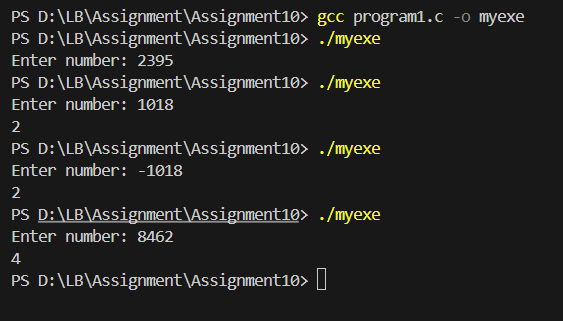 PS D:\LB\Assignment\Assignment10> gcc program1.c -o myexe
PS D:\LB\Assignment\Assignment10> ./myexe
Enter number: 2395
PS D:\LB\Assignment\Assignment10> ./myexe
Enter number: 1018
2
PS D:\LB\Assignment\Assignment10> ./myexe
Enter number: -1018
2
PS D:\LB\Assignment\Assignment10> ./myexe
Enter number: 8462
4
PS D:\LB\Assignment\Assignment10>